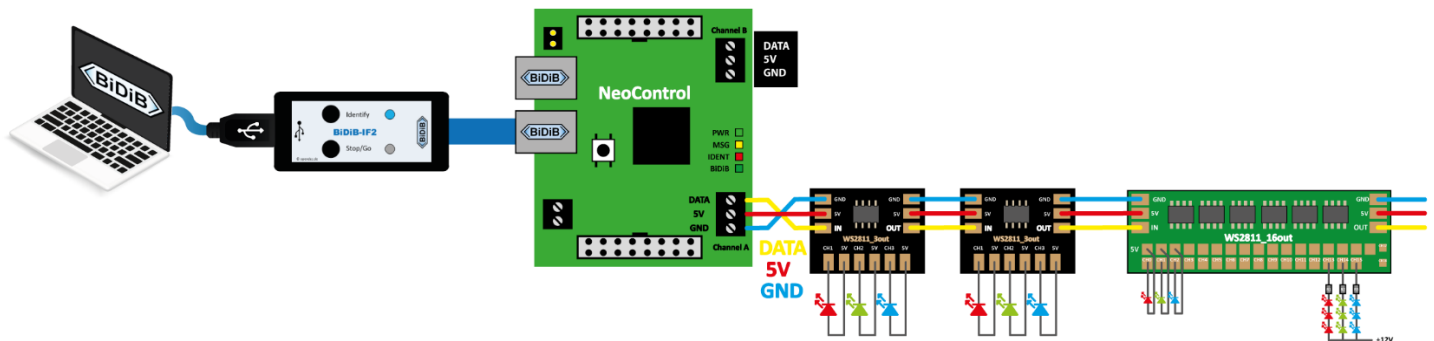 BiDiB
Identify
BiDiB-IF2
Stop/Go
BiDiB
BiDiB
BiDiB
NeoControl
Channel B
DATA
5V
GND
PWR
MSG
IDENT
BiDiB
DATA
5V
GND
Channel A
DATA
5V
GND
GND
5V
IN
GND
5V
OUT
WS2811_3out
CH1 5V CH2 5V CH3 5V
GND
5V
IN
GND
5V
OUT
WS2811_3out
CH1 5V CH2 5V CH3 5V
GND
5V
IN
GND
5V
OUT
WS2811_16out
5V
+12V